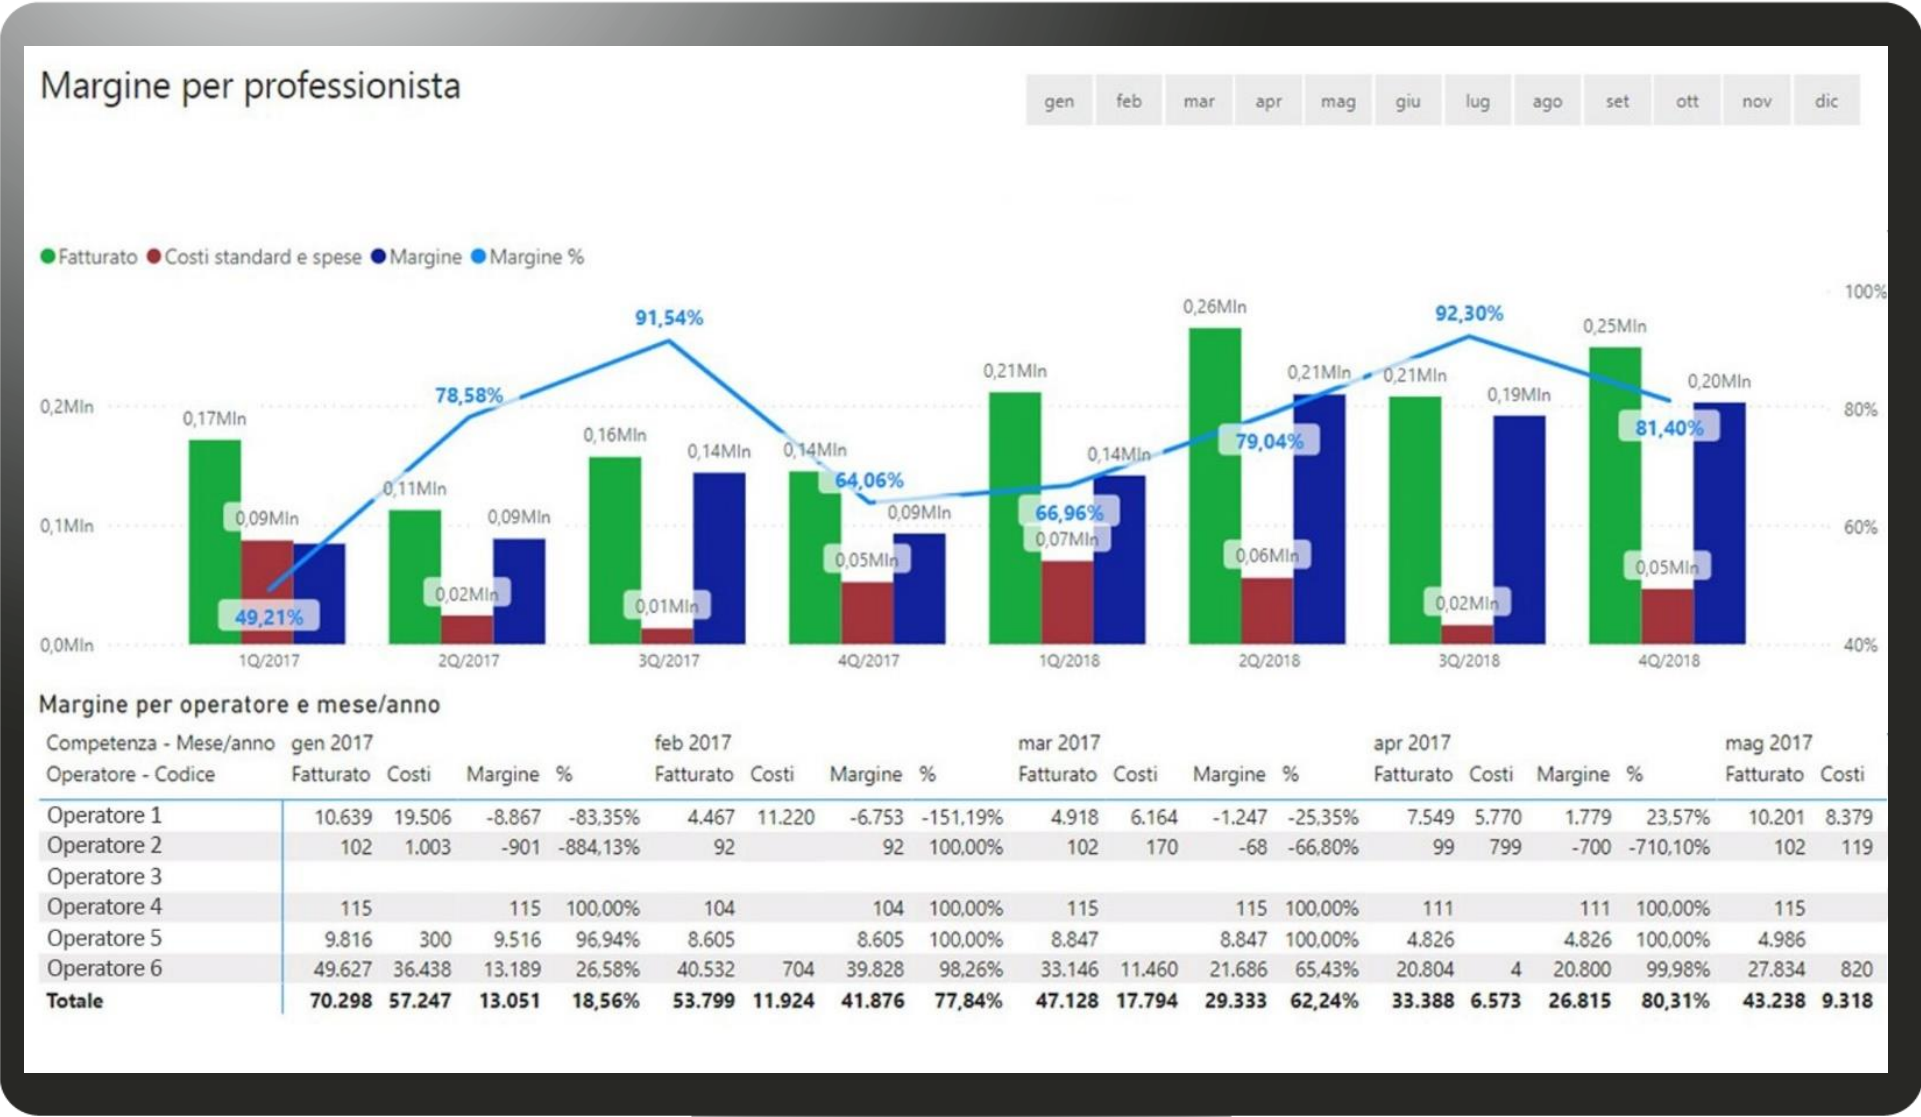 Margine per professionista
gen feb mar apr mag giu lug ago set ott nov dic
Fatturato Costi standard e spese Margine Margine %
100%
0,26Mln
92,30%
91,54%
0,25Mln
0,21Mln 0,21Mln 0,21Mln 0,20Mln
78,58% 0,19Mln
0,2Mln 80%
0,17Mln 81,40%
0,16Mln 79,04%
0,14Mln 0,14Mln 0,14Mln
64,06%
0,11Mln
0,09Mln 0,09Mln 0,09Mln 66,96%
0,1Mln 60%
0,07Mln
0,05Mln 0,06Mln 0,05Mln
0,02Mln 0,01Mln 0,02Mln
49,21%
0,0Mln 40%
1Q/2017 2Q/2017 3Q/2017 4Q/2017 1Q/2018 2Q/2018 3Q/2018 4Q/2018
Margine per operatore e mese/anno
Competenza - Mese/anno gen 2017 feb 2017 mar 2017 apr 2017 mag 2017
Operatore - Codice Fatturato Costi Margine % Fatturato Costi Margine % Fatturato Costi Margine % Fatturato Costi Margine % Fatturato Costi
Operatore 1 10.639 19.506 -8.867 -83,35% 4.467 11.220 -6.753 -151,19% 4.918 6.164 -1.247 -25,35% 7.549 5.770 1.779 23,57% 10.201 8.379
Operatore 2 102 1.003 -901 -884,13% 92 92 100,00% 102 170 -68 -66,80% 99 799 -700 -710,10% 102 119
Operatore 3
Operatore 4 115 115 100,00% 104 104 100,00% 115 115 100,00% 111 111 100,00% 115
Operatore 5 9.816 300 9.516 96,94% 8.605 8.605 100,00% 8.847 8.847 100,00% 4.826 4.826 100,00% 4.986
Operatore 6 49.627 36.438 13.189 26,58% 40.532 704 39.828 98,26% 33.146 11.460 21.686 65,43% 20.804 4 20.800 99,98% 27.834 820
Totale 70.298 57.247 13.051 18,56% 53.799 11.924 41.876 77,84% 47.128 17.794 29.333 62,24% 33.388 6.573 26.815 80,31% 43.238 9.318